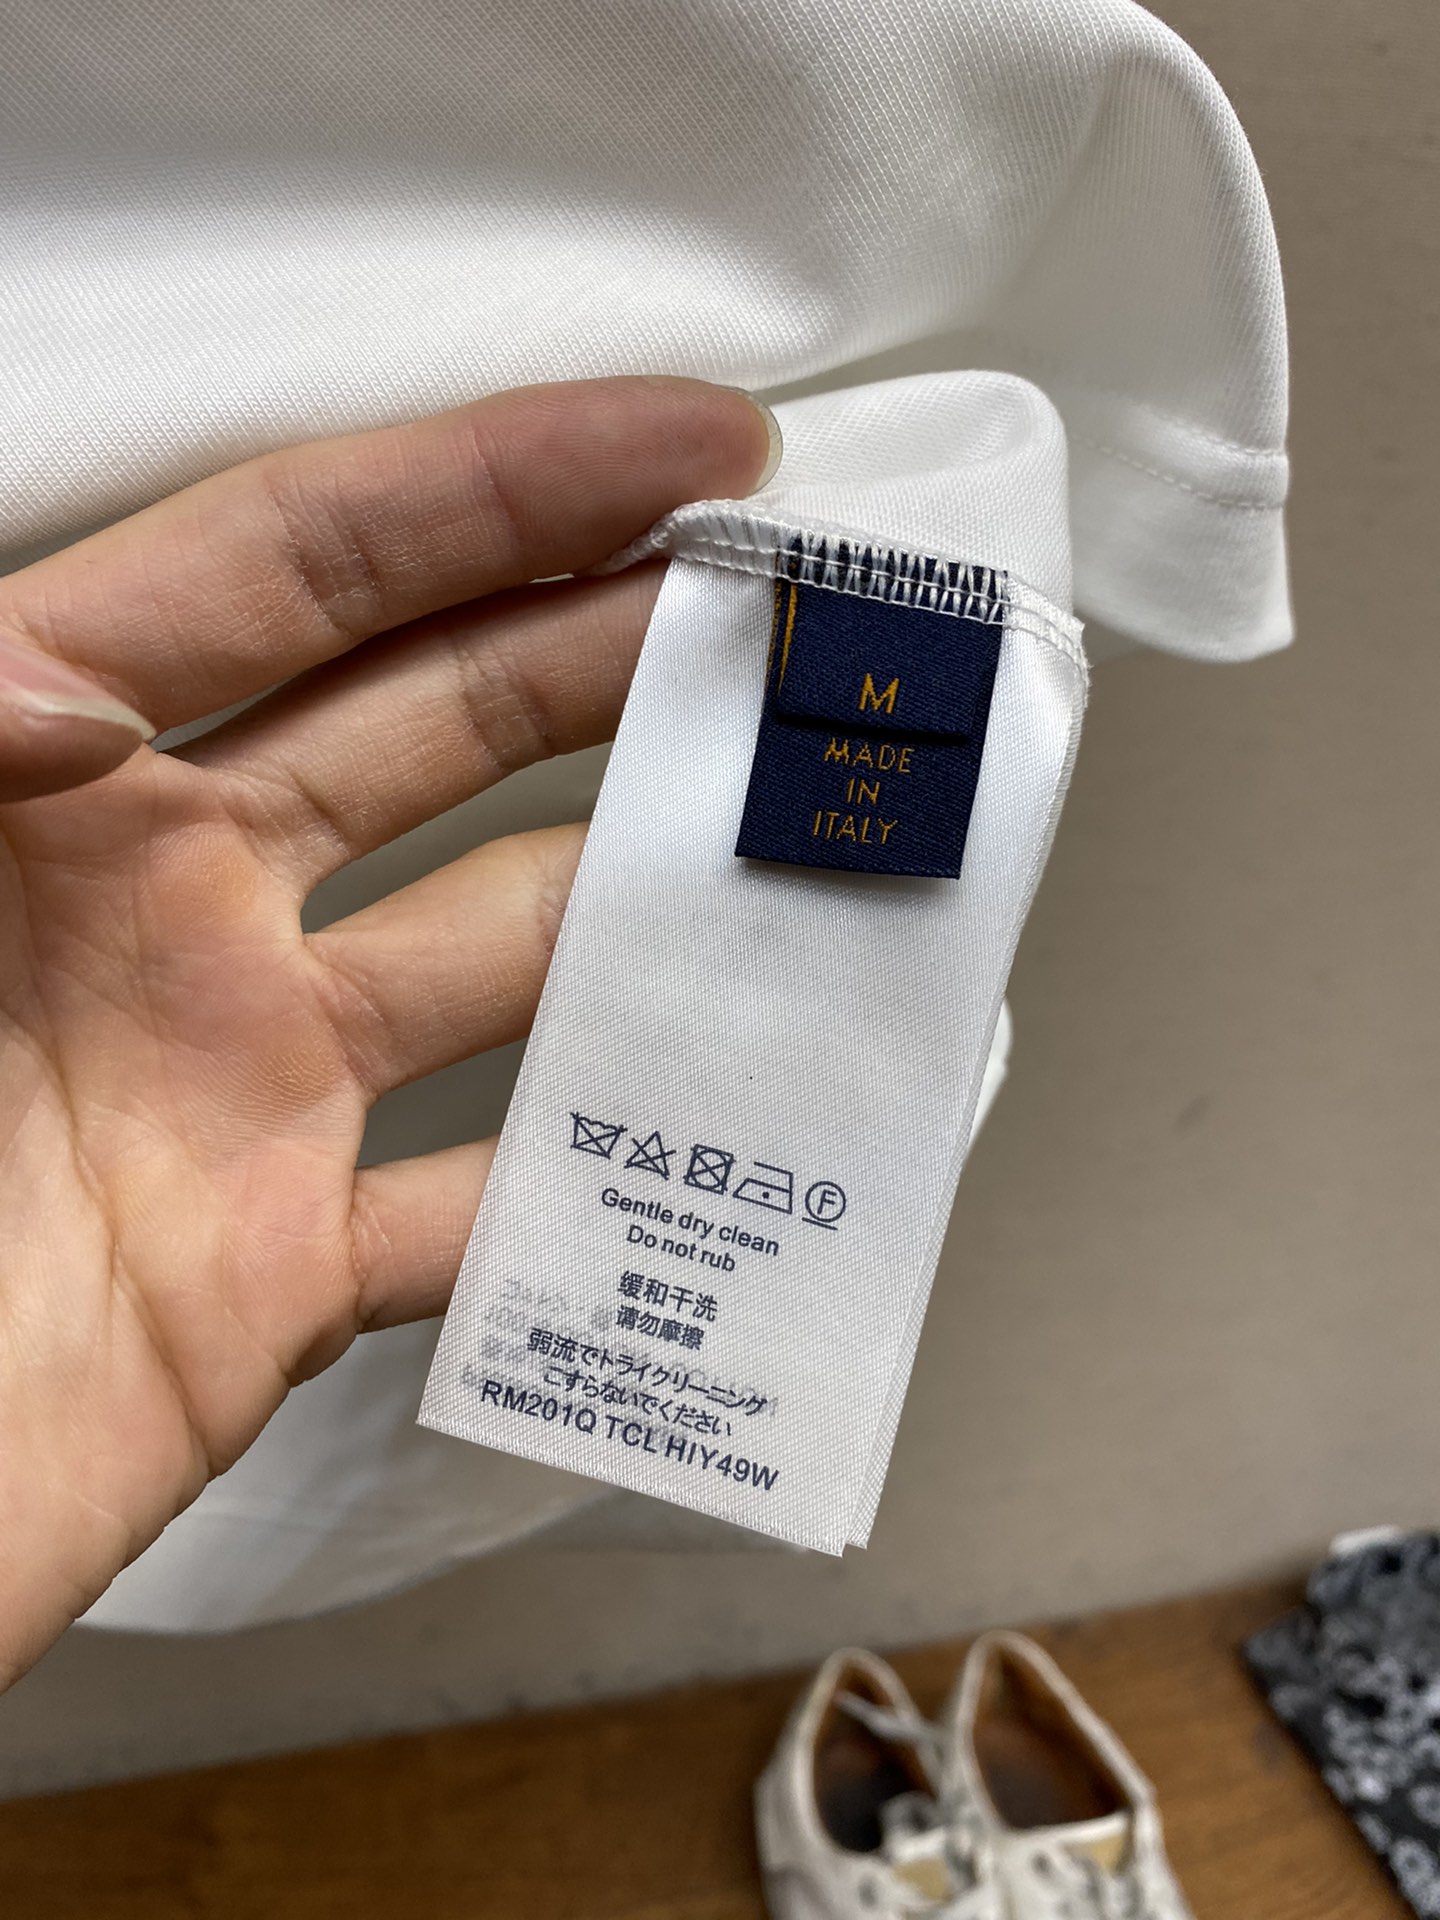 M
MADE
IN
ITALY
F
Gentle dry clean
Do not rub
缓和干洗
请勿摩擦
弱流でトライクリーニング
こすらないでください
RM201Q TCL HIY49W